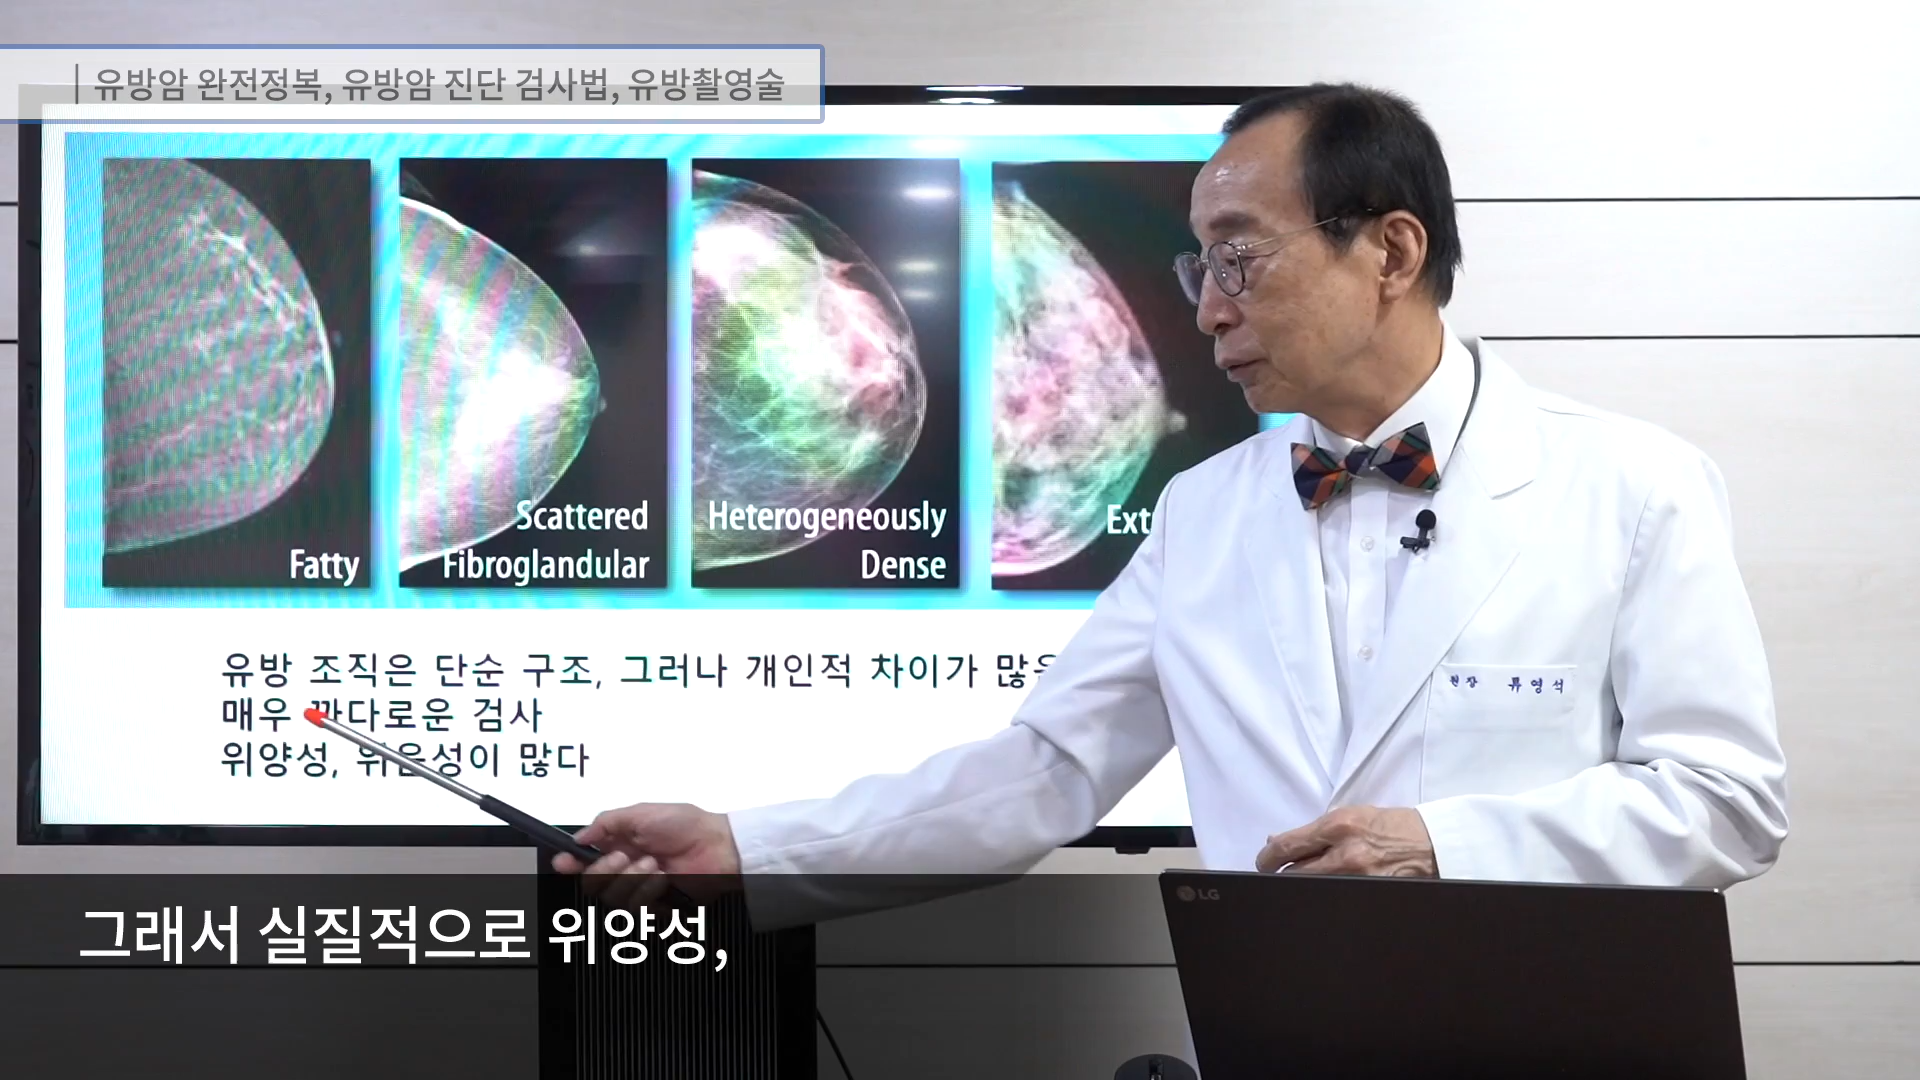 유방암 완전정복, 유방암 진단 검사법, 유방촬영술
Fatty
Scattered
Fibroglandular
Heterogeneously
Dense
유방 조직은 단순 구조, 그러나 개인적 차이가
매우 까다로운 검사
위양성, 위음성이 많다
원장 류영석
LG
그래서 실질적으로 위양성,